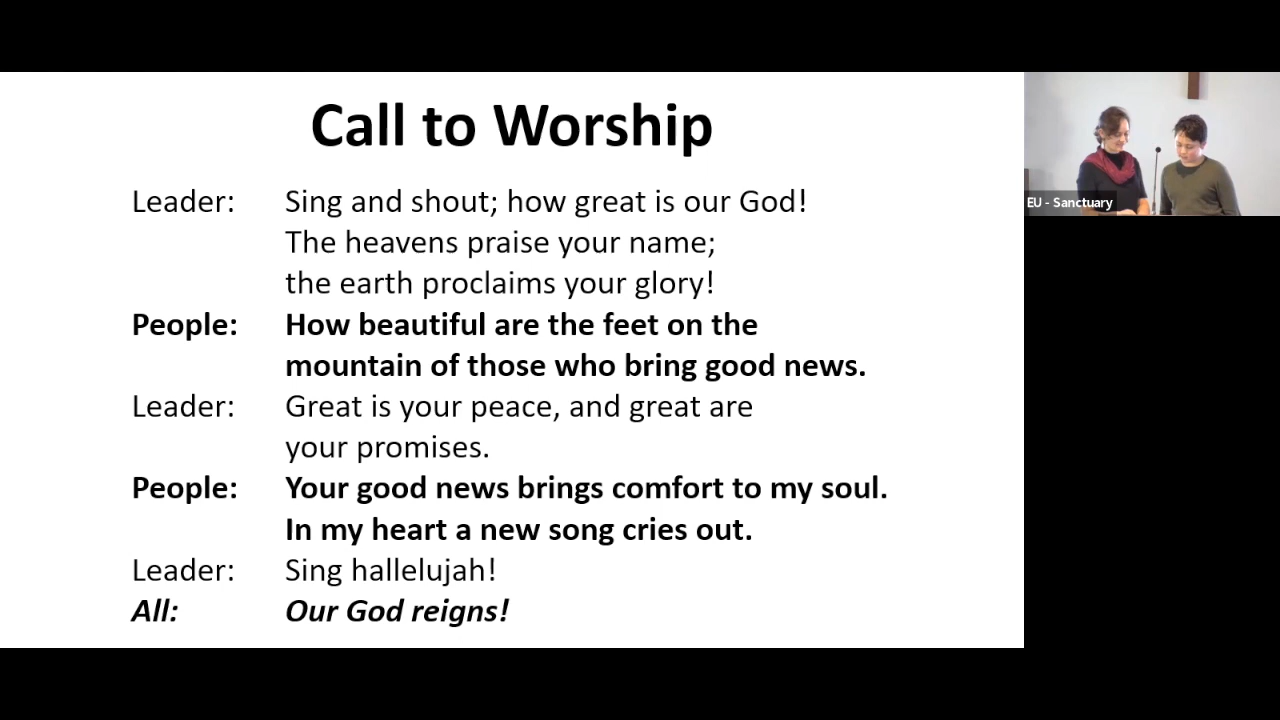 Call to Worship
Leader: Sing and shout; how great is our God!
The heavens praise your name;
the earth proclaims your glory!
People: How beautiful are the feet on the
mountain of those who bring good news.
Leader: Great is your peace, and great are
your promises.
People: Your good news brings comfort to my soul.
In my heart a new song cries out.
Leader: Sing hallelujah!
All: Our God reigns!
EU - Sanctuary